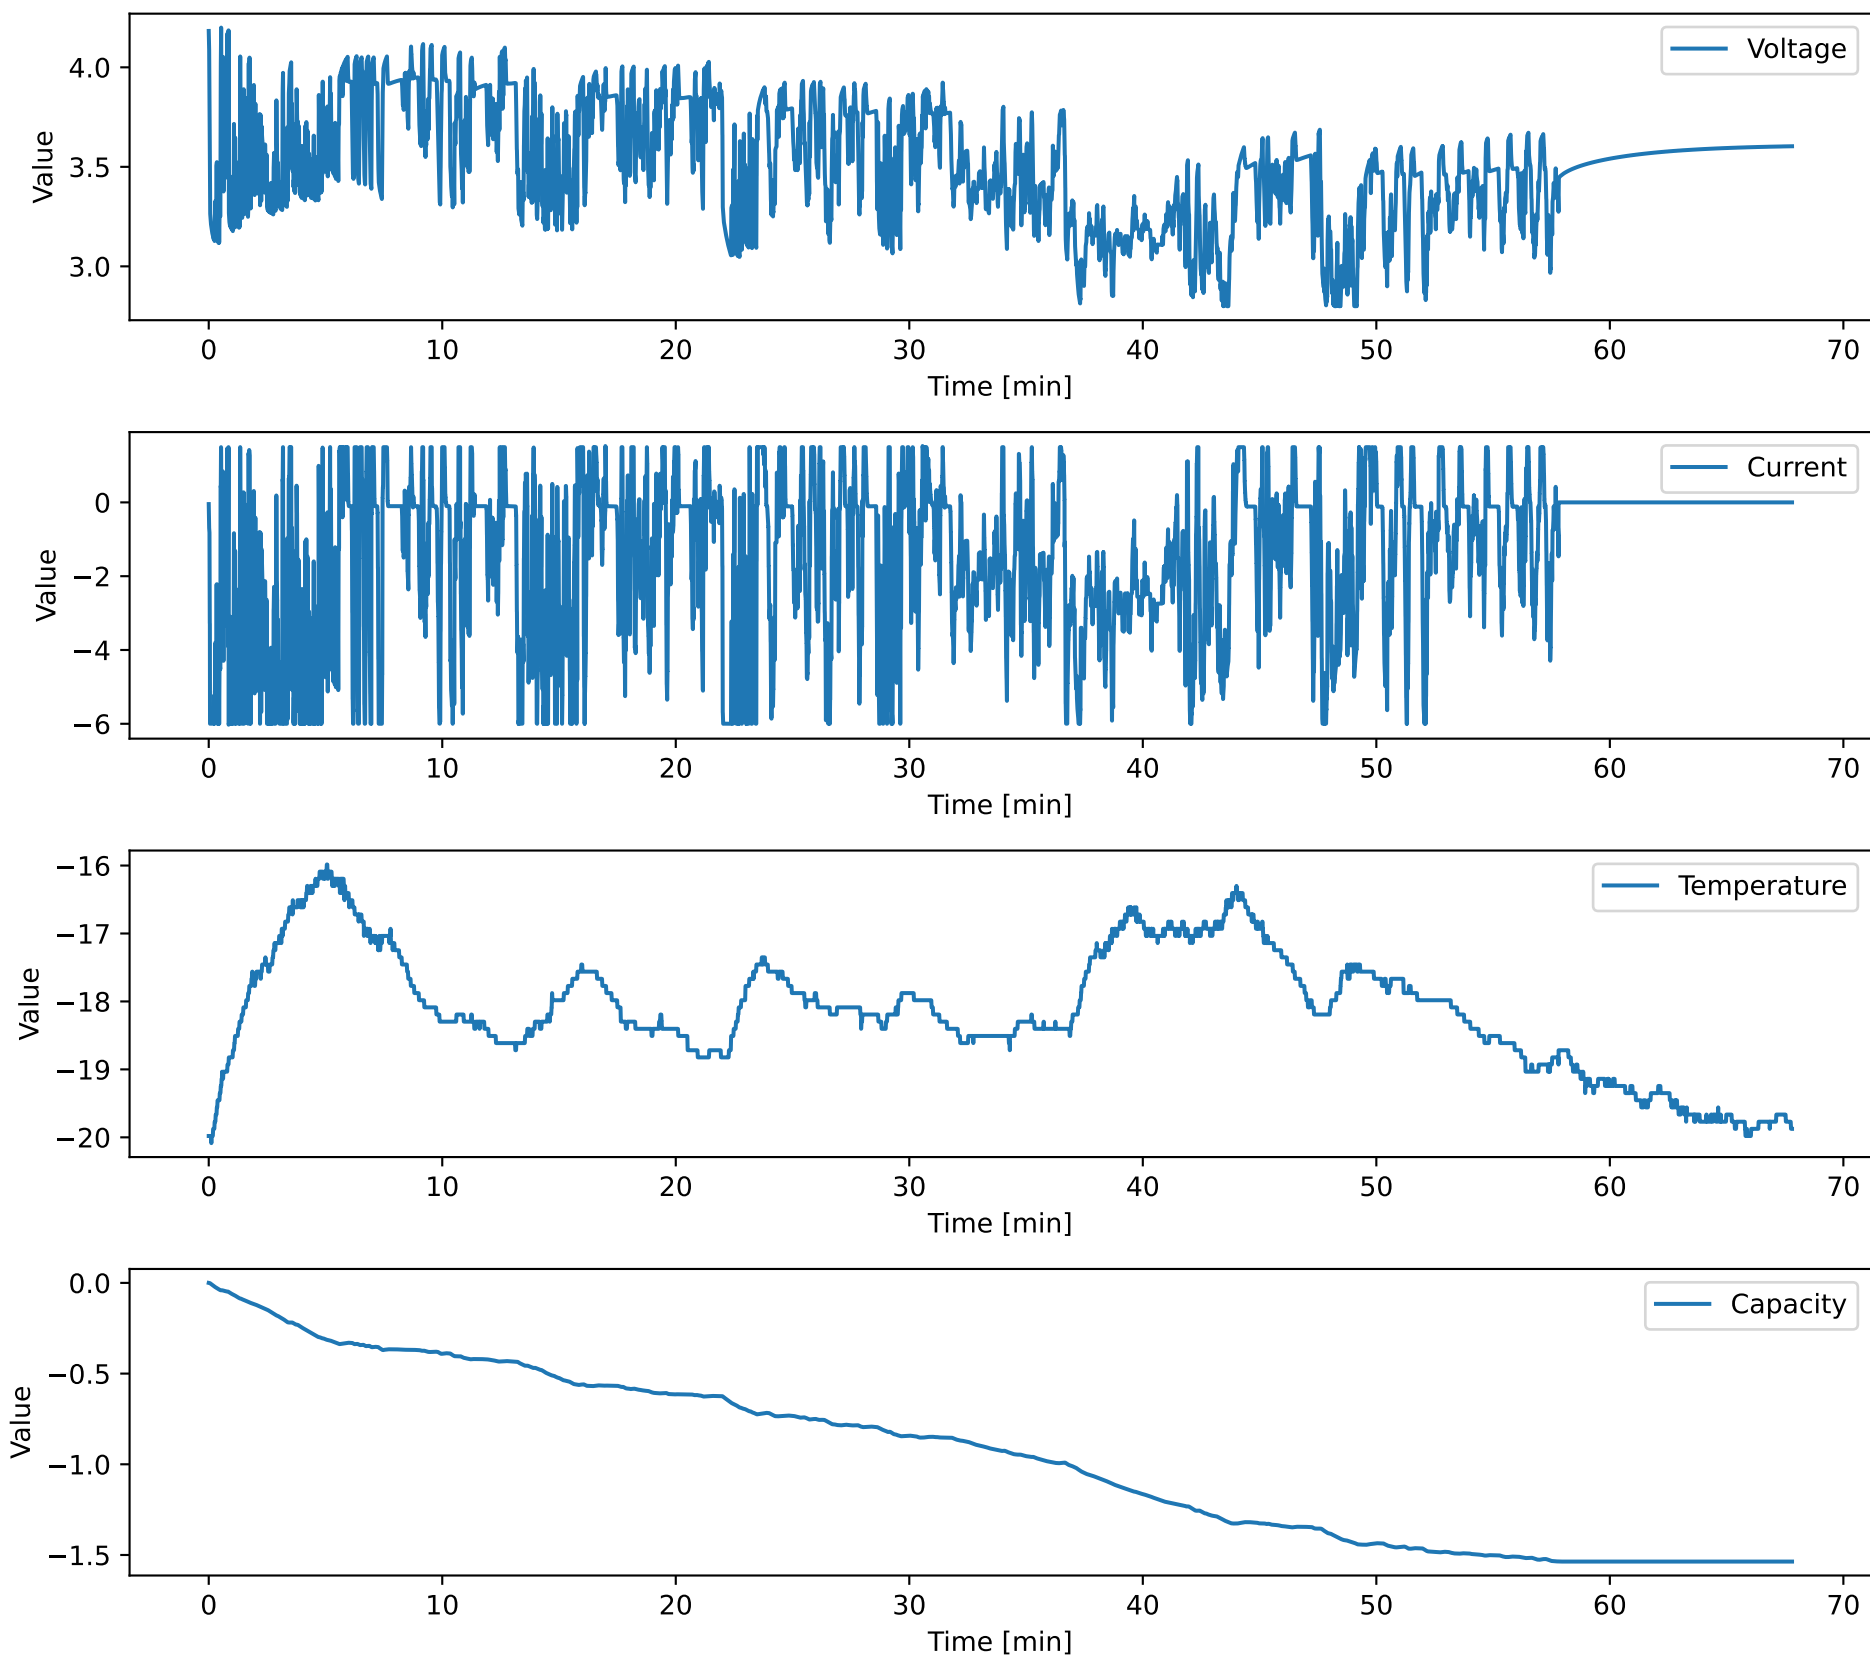 Value
4.0
3.5
3.0
Voltage
0 10 20 30 40 50 60 70
Time [min]
Value
0
−2
−4
−6
Current
0 10 20 30 40 50 60 70
Time [min]
Value
−16
−17
−18
−19
−20
Temperature
0 10 20 30 40 50 60 70
Time [min]
Value
0.0
−0.5
−1.0
−1.5
Capacity
0 10 20 30 40 50 60 70
Time [min]